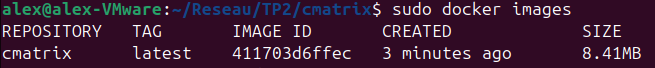 alex@alex-VMware:~/Reseau/TP2/cmatrix$ sudo docker images
REPOSITORY   TAG       IMAGE ID       CREATED         SIZE
cmatrix      latest    411703d6ffec   3 minutes ago   8.41MB